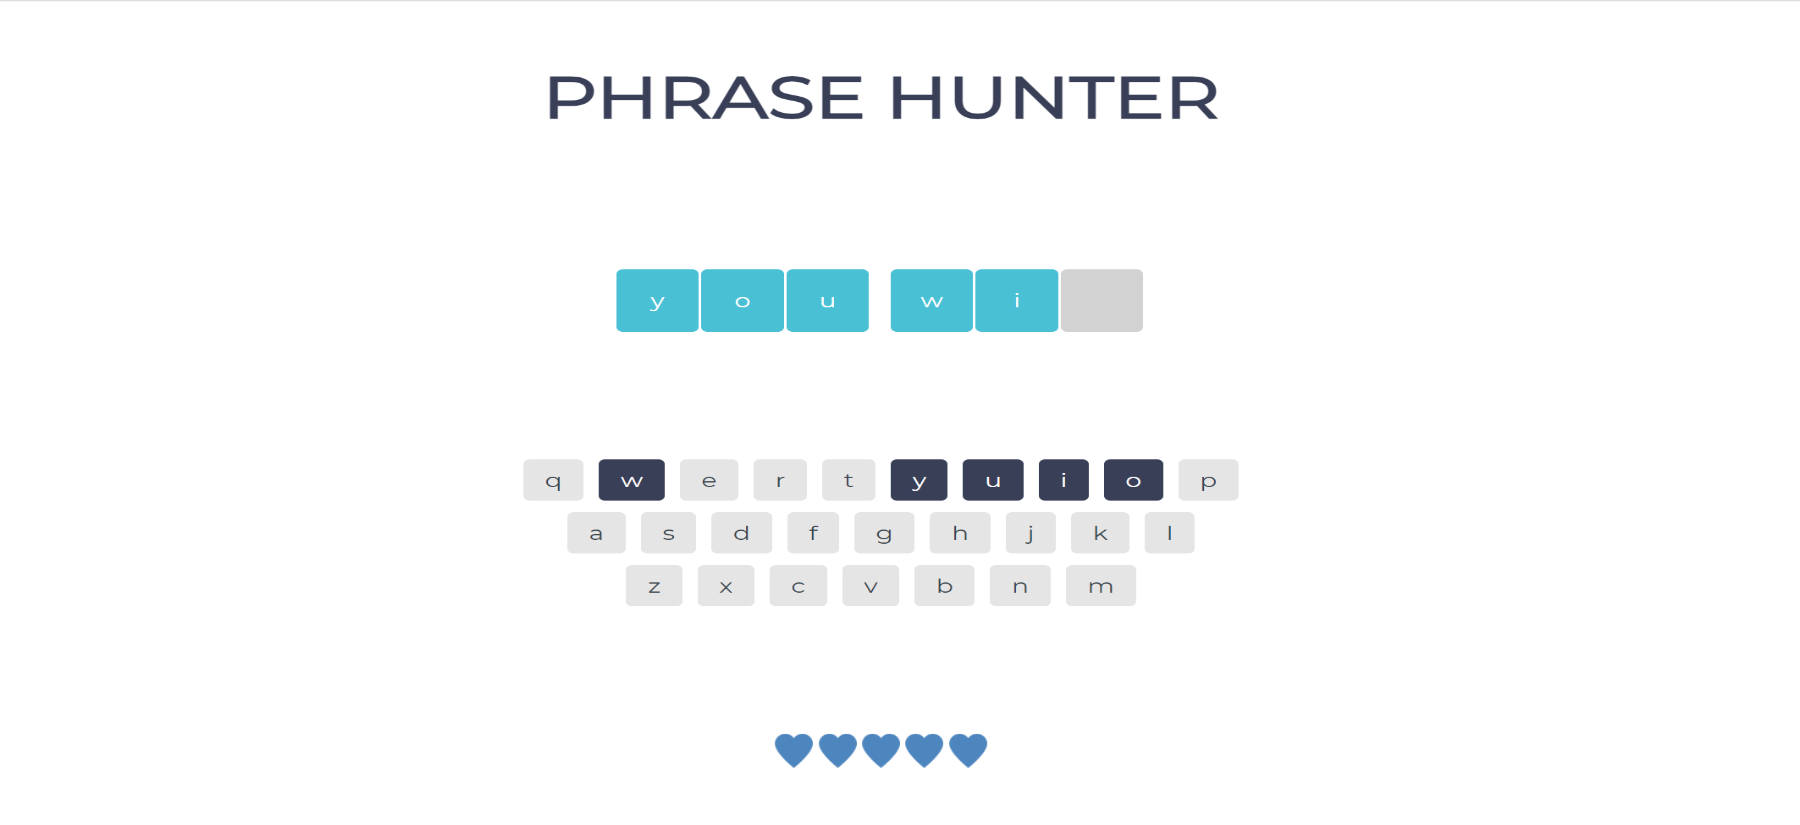 PHRASE HUNTER
y o u w i
q w e r t y u i o p
a s d f g h j k l
z x c v b n m